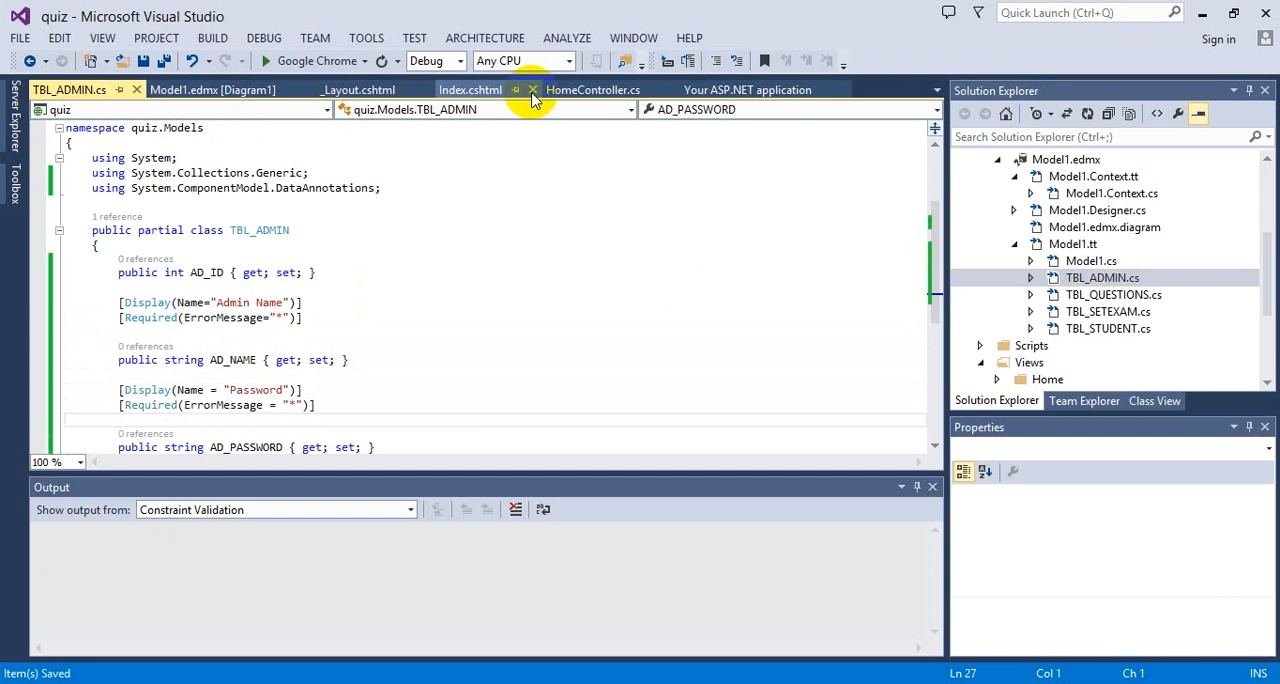 quiz - Microsoft Visual Studio
Quick Launch (Ctrl+Q)
FILE EDIT VIEW PROJECT BUILD DEBUG TEAM TOOLS TEST ARCHITECTURE ANALYZE WINDOW HELP
Sign in
Google Chrome Debug Any CPU
TBL_ADMIN.cs Model1.edmx [Diagram1] _Layout.cshtml Index.cshtml HomeController.cs Your ASP.NET application
quiz quiz.Models.TBL_ADMIN AD_PASSWORD
Server Explorer
Toolbox
namespace quiz.Models
{
using System;
using System.Collections.Generic;
using System.ComponentModel.DataAnnotations;
1 reference
public partial class TBL_ADMIN
{
0 references
public int AD_ID { get; set; }
[Display(Name="Admin Name")]
[Required(ErrorMessage="*")]
0 references
public string AD_NAME { get; set; }
[Display(Name = "Password")]
[Required(ErrorMessage = "*")]
0 references
public string AD_PASSWORD { get; set; }
100 %
Output
Show output from: Constraint Validation
Solution Explorer
Search Solution Explorer (Ctrl+;)
Model1.edmx
Model1.Context.tt
Model1.Context.cs
Model1.Designer.cs
Model1.edmx.diagram
Model1.tt
Model1.cs
TBL_ADMIN.cs
TBL_QUESTIONS.cs
TBL_SETEXAM.cs
TBL_STUDENT.cs
Scripts
Views
Home
Solution Explorer Team Explorer Class View
Properties
Item(s) Saved Ln 27 Col 1 Ch 1 INS